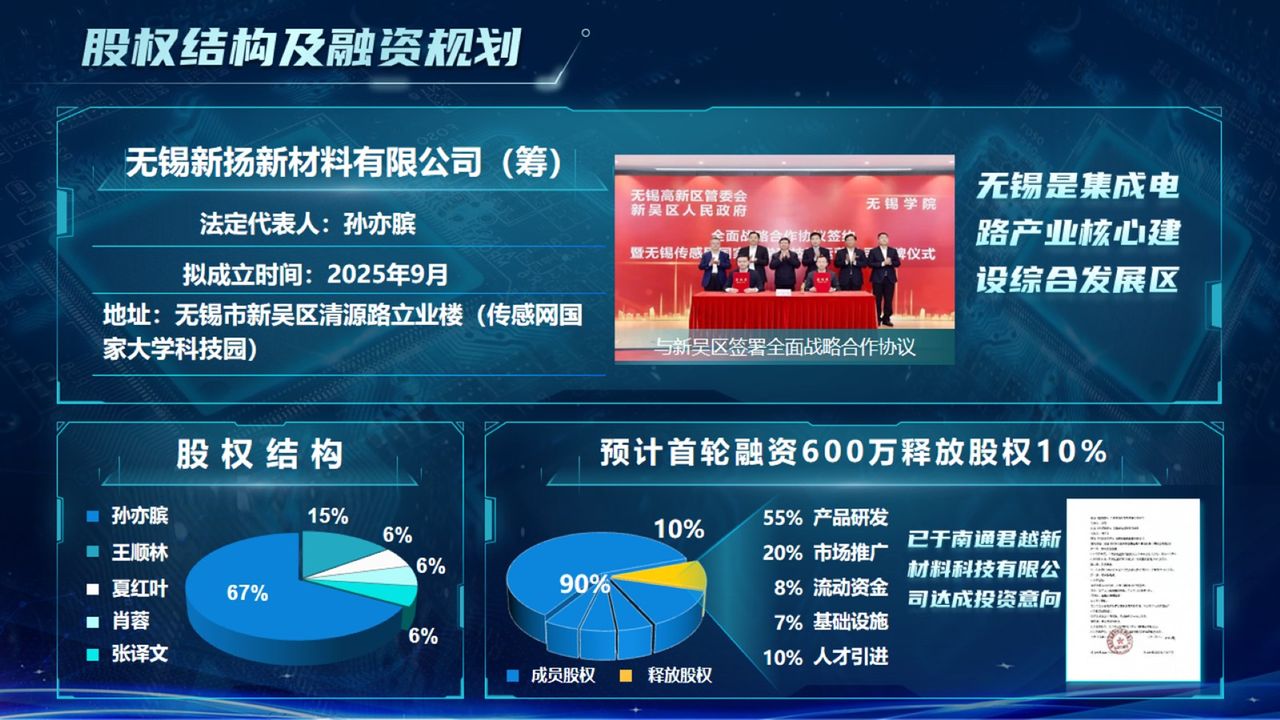 股权结构及融资规划
无锡新扬新材料有限公司（筹）
法定代表人：孙亦膑
拟成立时间：2025年9月
地址：无锡市新吴区清源路立业楼（传感网国
家大学科技园）
无锡高新区管委会
新吴区人民政府
无锡学院
全面战略合作协议签约
与新吴区签署全面战略合作协议
无锡是集成电
路产业核心建
设综合发展区
股权结构
孙亦膑
王顺林
夏红叶
肖蓉
张译文
67%
15%
6%
6%
6%
预计首轮融资600万释放股权10%
90%
10%
成员股权
释放股权
55% 产品研发
20% 市场推广
8% 流动资金
7% 基础设施
10% 人才引进
已于南通君越新
材料科技有限公
司达成投资意向